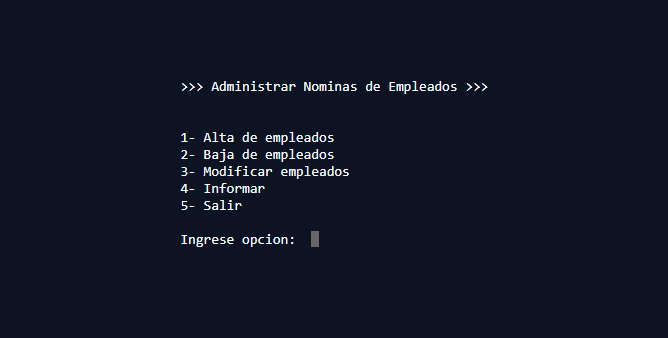 >>> Administrar Nominas de Empleados >>>
1- Alta de empleados
2- Baja de empleados
3- Modificar empleados
4- Informar
5- Salir
Ingrese opcion: